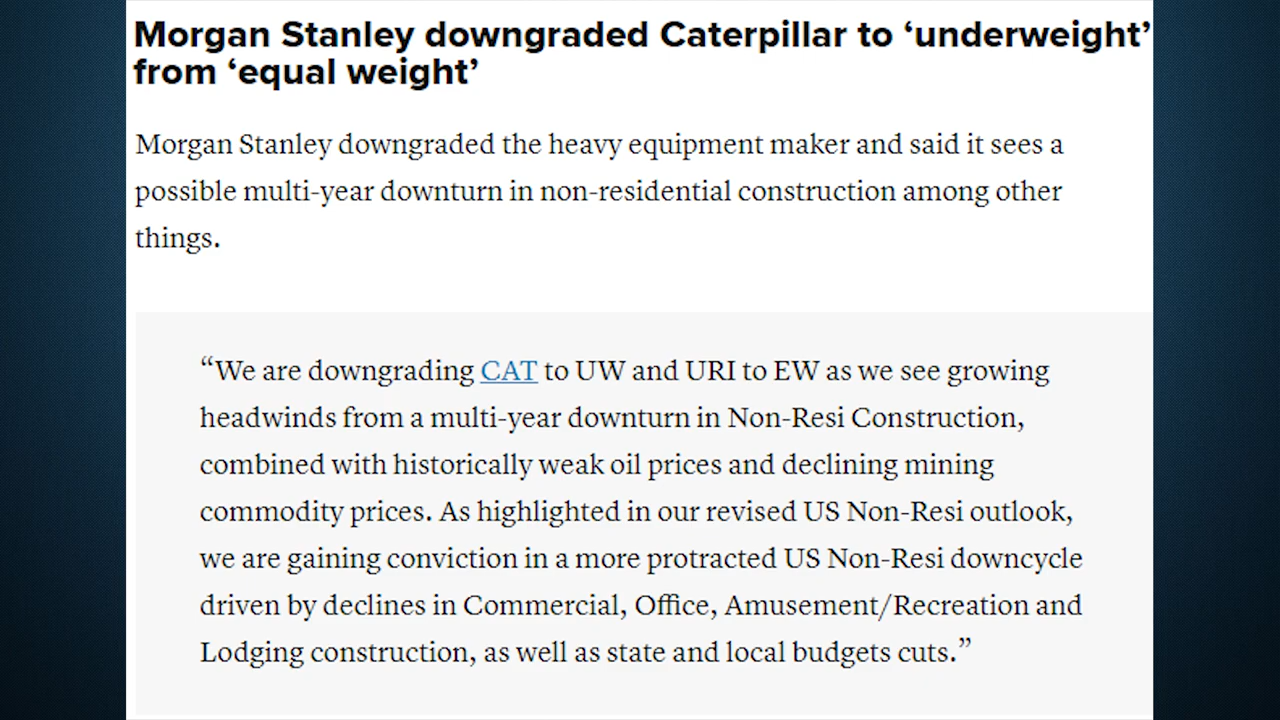 Morgan Stanley downgraded Caterpillar to ‘underweight’
from ‘equal weight’
Morgan Stanley downgraded the heavy equipment maker and said it sees a
possible multi-year downturn in non-residential construction among other
things.
“We are downgrading CAT to UW and URI to EW as we see growing
headwinds from a multi-year downturn in Non-Resi Construction,
combined with historically weak oil prices and declining mining
commodity prices. As highlighted in our revised US Non-Resi outlook,
we are gaining conviction in a more protracted US Non-Resi downcycle
driven by declines in Commercial, Office, Amusement/Recreation and
Lodging construction, as well as state and local budgets cuts.”